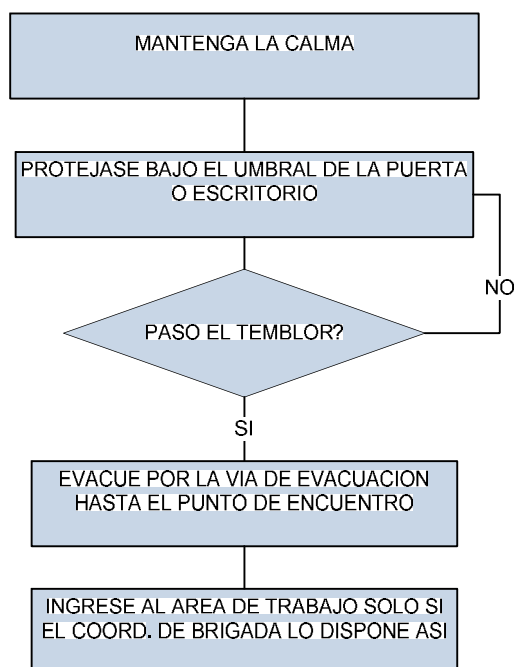 MANTENGA LA CALMA
PROTEJASE BAJO EL UMBRAL DE LA PUERTA
O ESCRITORIO
NO
PASO EL TEMBLOR?
SI
EVACUE POR LA VIA DE EVACUACION
HASTA EL PUNTO DE ENCUENTRO
INGRESE AL AREA DE TRABAJO SOLO SI
EL COORD. DE BRIGADA LO DISPONE ASI